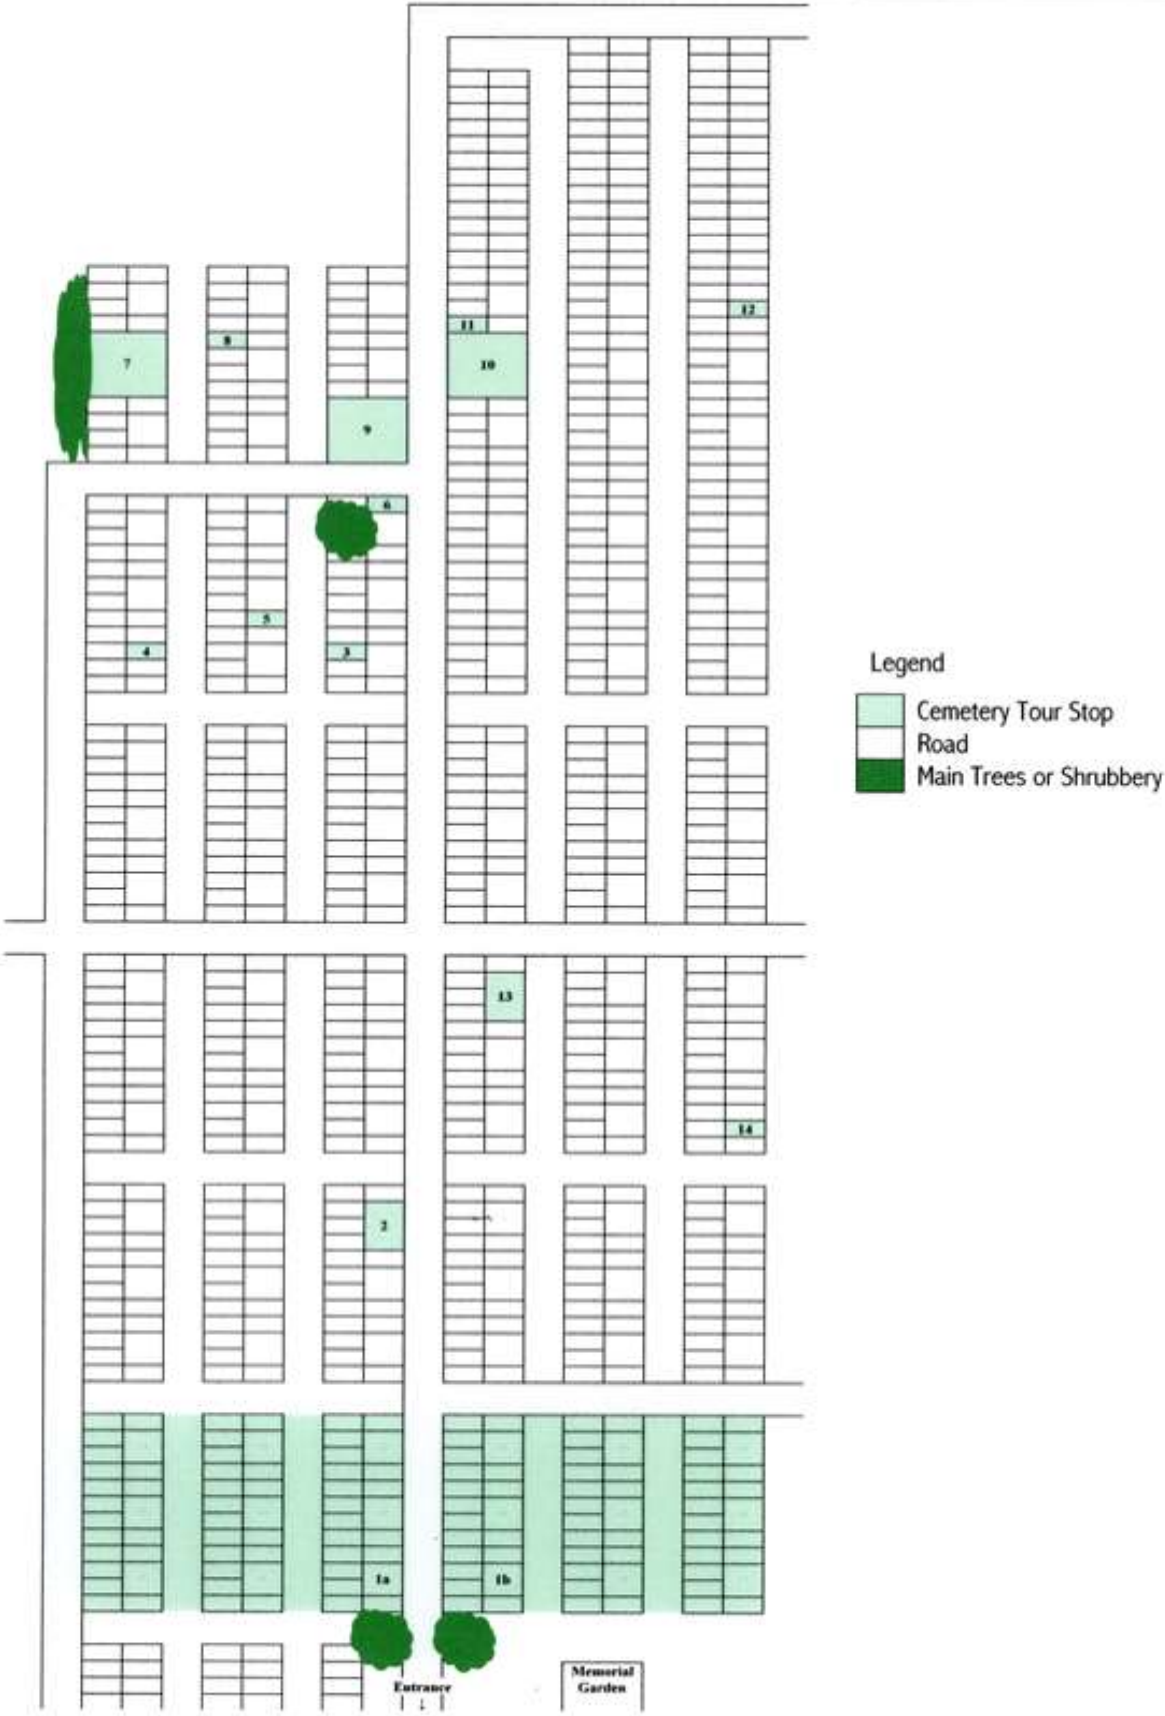 12
11
8
7
10
9
6
5
4
3
Legend
Cemetery Tour Stop
Road
Main Trees or Shrubbery
13
14
2
1a
1b
Memorial
Garden
Entrance
↓